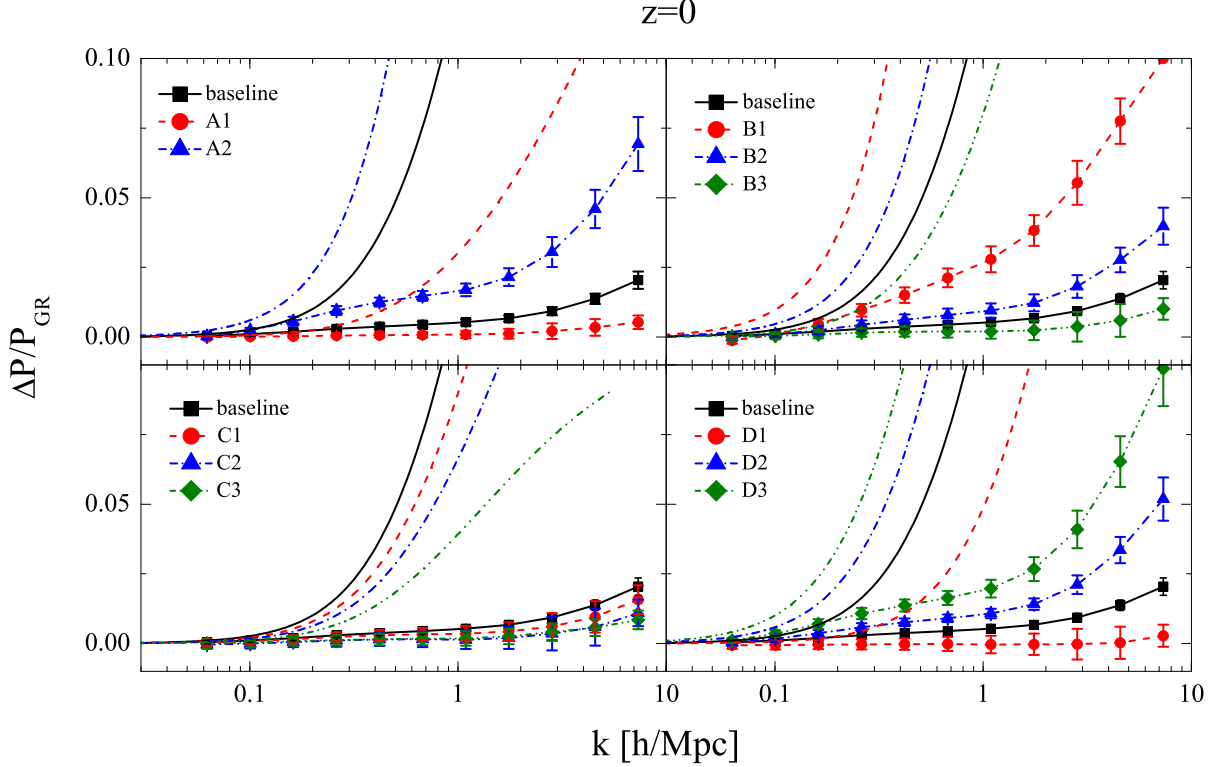 z=0
ΔP/P_GR
0.10
0.05
0.00
baseline
A1
A2
baseline
B1
B2
B3
0.05
0.00
baseline
C1
C2
C3
baseline
D1
D2
D3
0.1 1 10 0.1 1 10
k [h/Mpc]